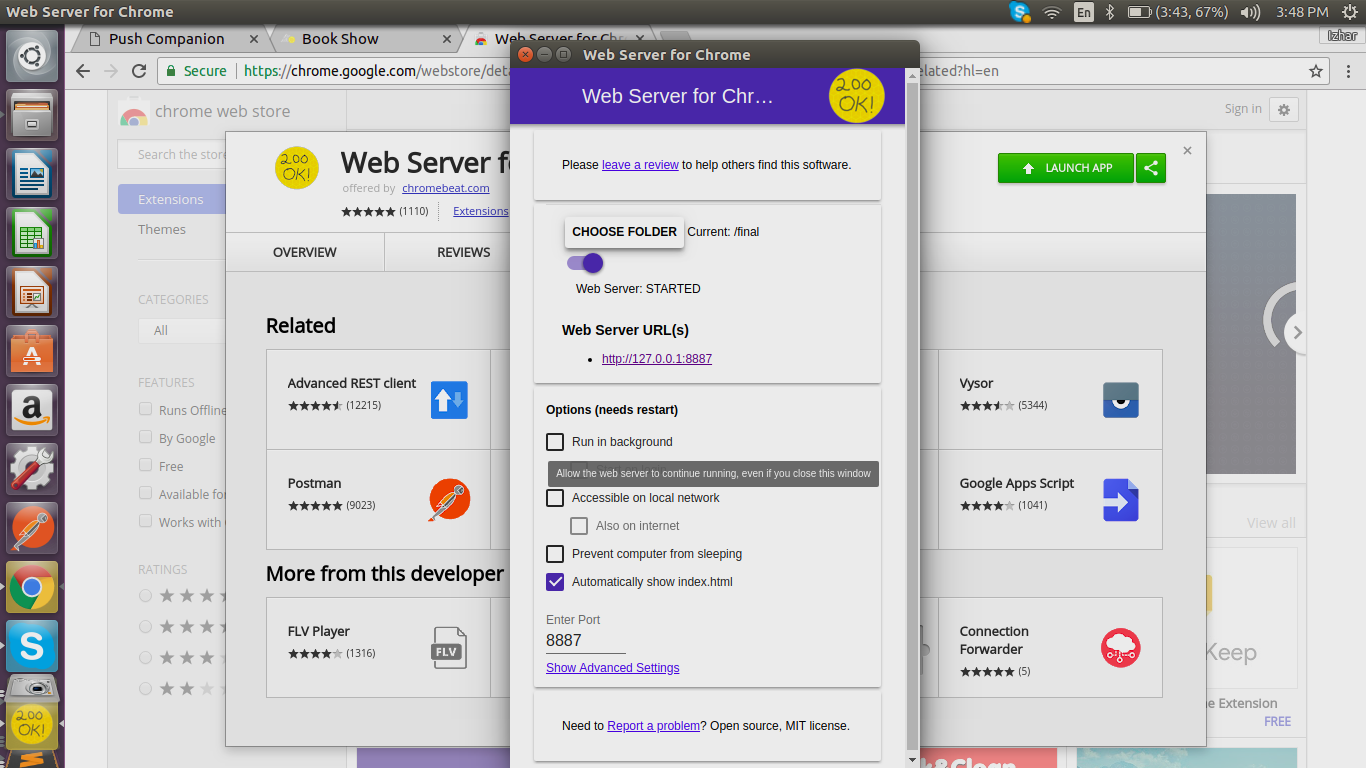 Web Server for Chrome
En
(3:43, 67%)
3:48 PM
Izhar
Push Companion
Book Show
Web Server for Chr
Secure
https://chrome.google.com/webstore/deta
elated?hl=en
chrome web store
Sign in
Search the store
Extensions
Themes
CATEGORIES
All
FEATURES
Runs Offline
By Google
Free
Available for
Works with
RATINGS
200
OK!
Web Server f
offered by chromebeat.com
(1110)
Extensions
LAUNCH APP
OVERVIEW
REVIEWS
Related
Advanced REST client
(12215)
Postman
(9023)
Vysor
(5344)
Google Apps Script
(1041)
More from this developer
FLV Player
(1316)
FLV
Connection
Forwarder
(5)
View all
Keep
e Extension
FREE
k&Clean
Web Server for Chrome
Web Server for Chr...
200
OK!
Please leave a review to help others find this software.
CHOOSE FOLDER Current: /final
Web Server: STARTED
Web Server URL(s)
http://127.0.0.1:8887
Options (needs restart)
Run in background
Allow the web server to continue running, even if you close this window
Accessible on local network
Also on internet
Prevent computer from sleeping
Automatically show index.html
Enter Port
8887
Show Advanced Settings
Need to Report a problem? Open source, MIT license.
200
OK!